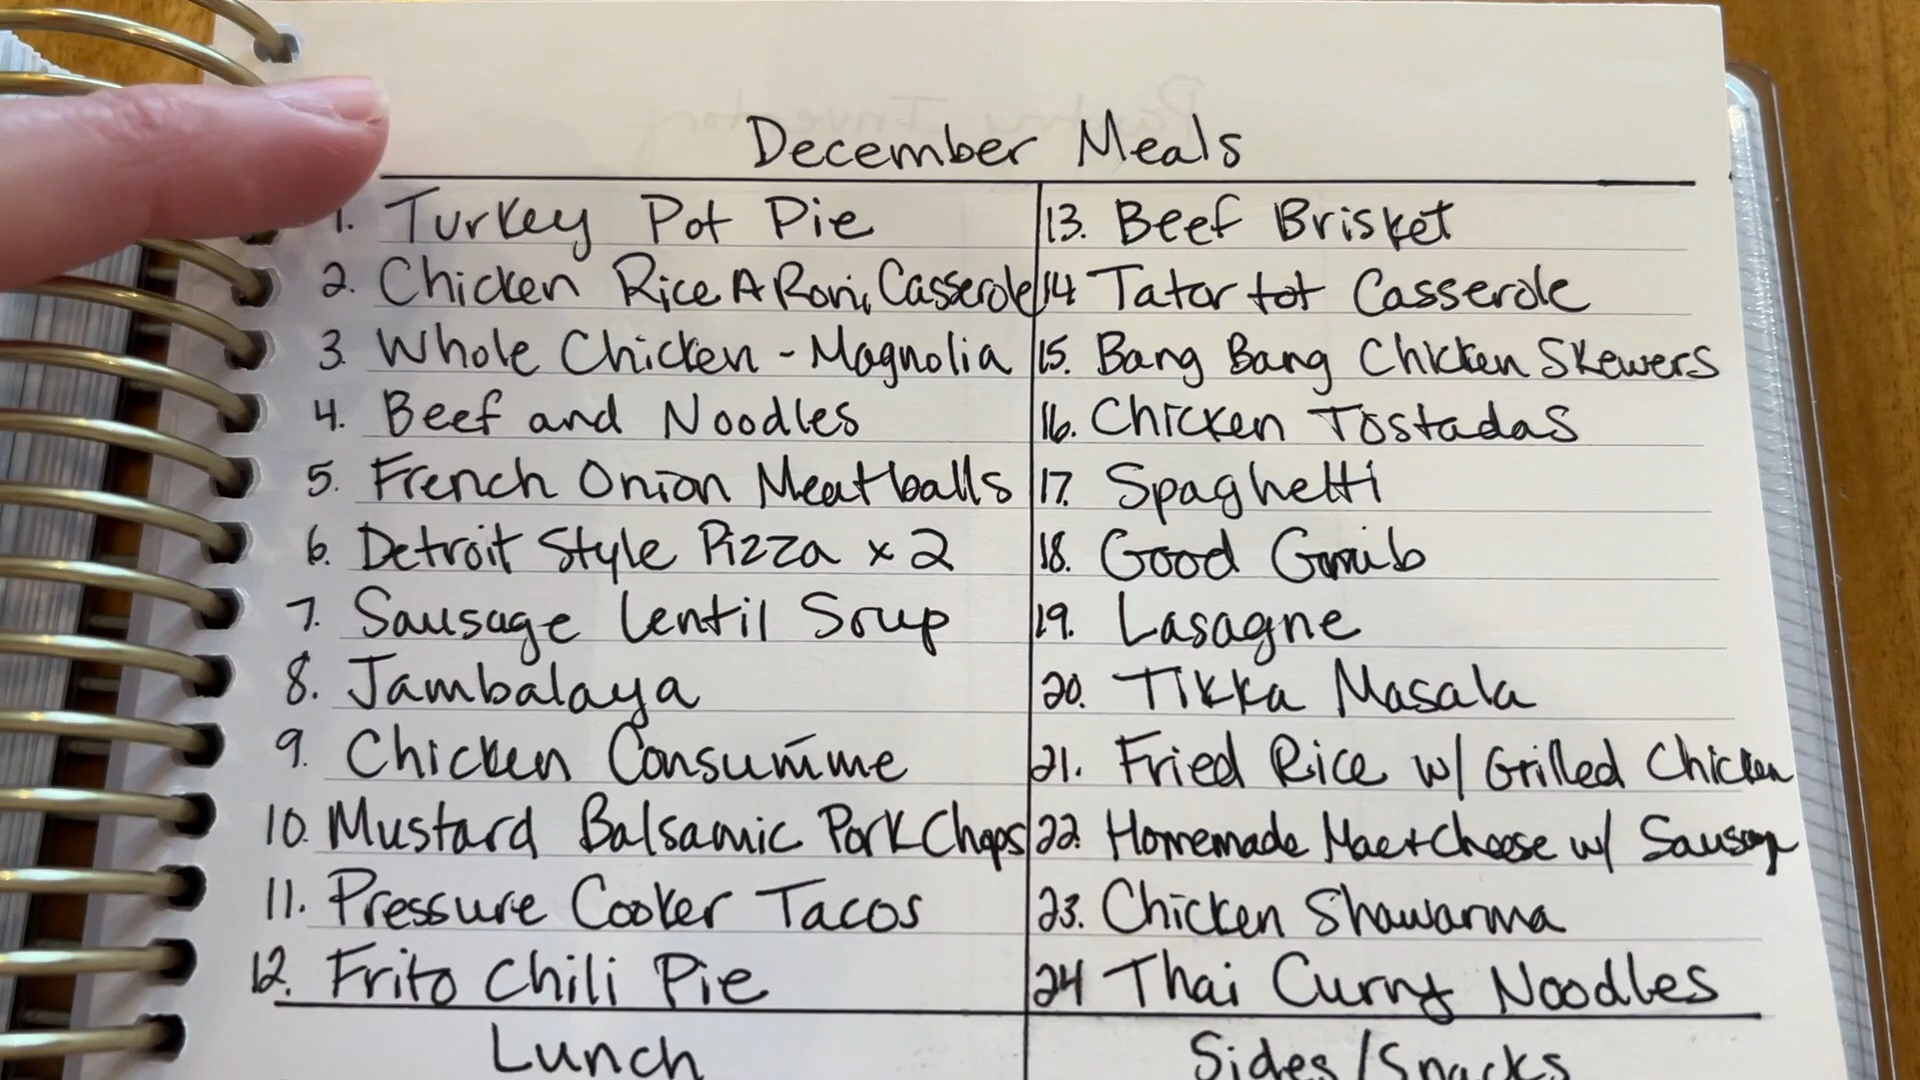 December Meals
1. Turkey Pot Pie
2. Chicken Rice A Roni Casserole
3. Whole Chicken - Magnolia
4. Beef and Noodles
5. French Onion Meatballs
6. Detroit Style Pizza x 2
7. Sausage Lentil Soup
8. Jambalaya
9. Chicken Consumme
10. Mustard Balsamic Pork Chops
11. Pressure Cooker Tacos
12. Frito Chili Pie
13. Beef Brisket
14 Tator tot Casserole
15. Bang Bang Chicken Skewers
16. Chicken Tostadas
17. Spaghetti
18. Good Grub
19. Lasagne
20. Tikka Masala
21. Fried Rice w/ Grilled Chicken
22. Homemade Mac + Cheese w/ Sausage
23. Chicken Shawarma
24 Thai Curry Noodles
Lunch
Sides/Snacks
Pantry Inventory